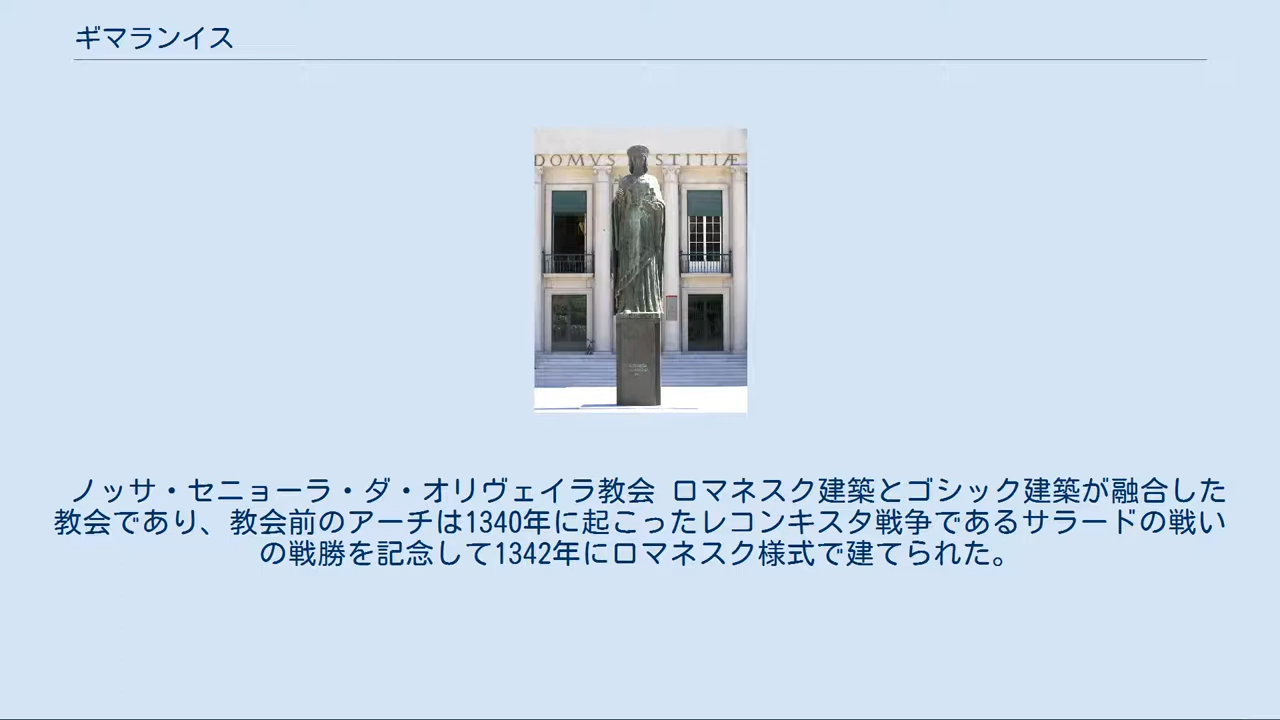 ギマランイス
DOMVS STITIÆ
ノッサ・セニョーラ・ダ・オリヴェイラ教会 ロマネスク建築とゴシック建築が融合した
教会であり、教会前のアーチは1340年に起こったレコンキスタ戦争であるサラードの戦い
の戦勝を記念して1342年にロマネスク様式で建てられた。